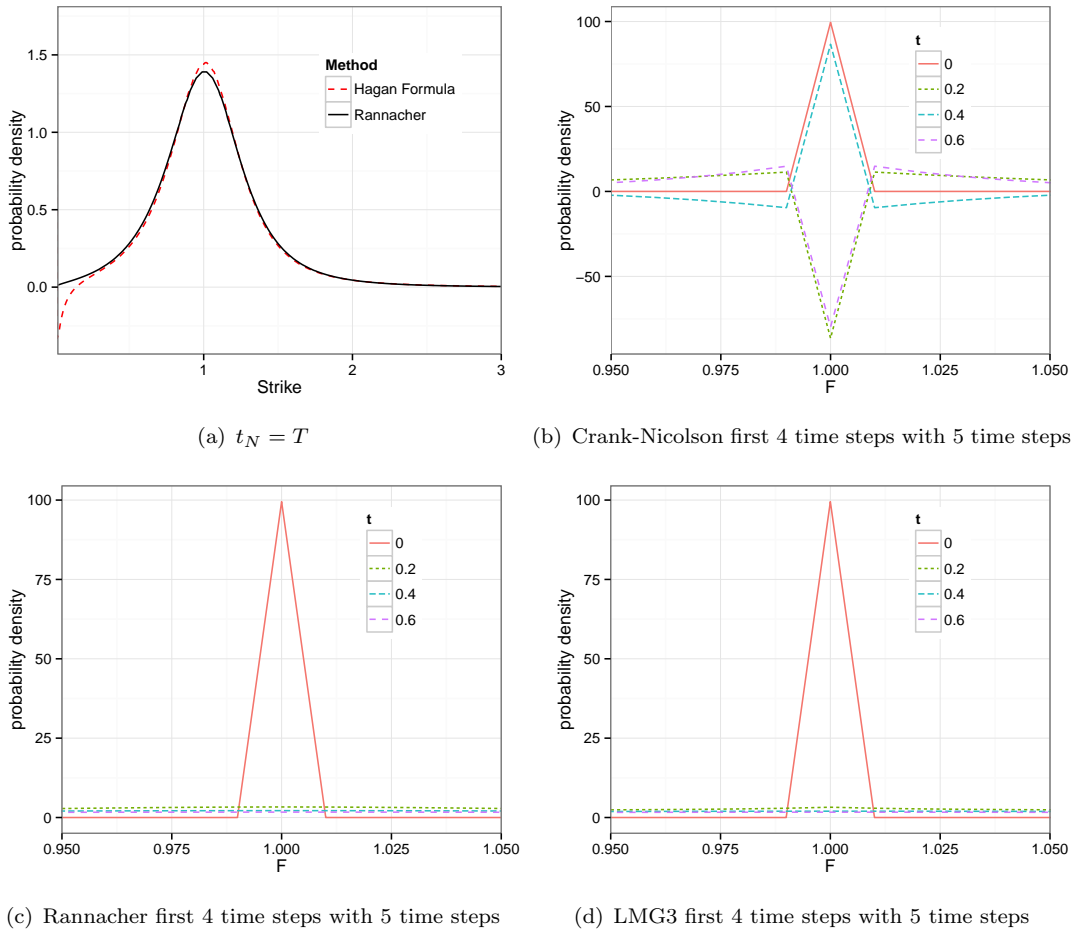 probability density
1.5
1.0
0.5
0.0
1
2
3
Strike
Method
Hagan Formula
Rannacher
(a) t_N = T
probability density
100
50
0
−50
0.950
0.975
1.000
1.025
1.050
F
t
0
0.2
0.4
0.6
(b) Crank-Nicolson first 4 time steps with 5 time steps
probability density
100
75
50
25
0
0.950
0.975
1.000
1.025
1.050
F
t
0
0.2
0.4
0.6
(c) Rannacher first 4 time steps with 5 time steps
probability density
100
75
50
25
0
0.950
0.975
1.000
1.025
1.050
F
t
0
0.2
0.4
0.6
(d) LMG3 first 4 time steps with 5 time steps